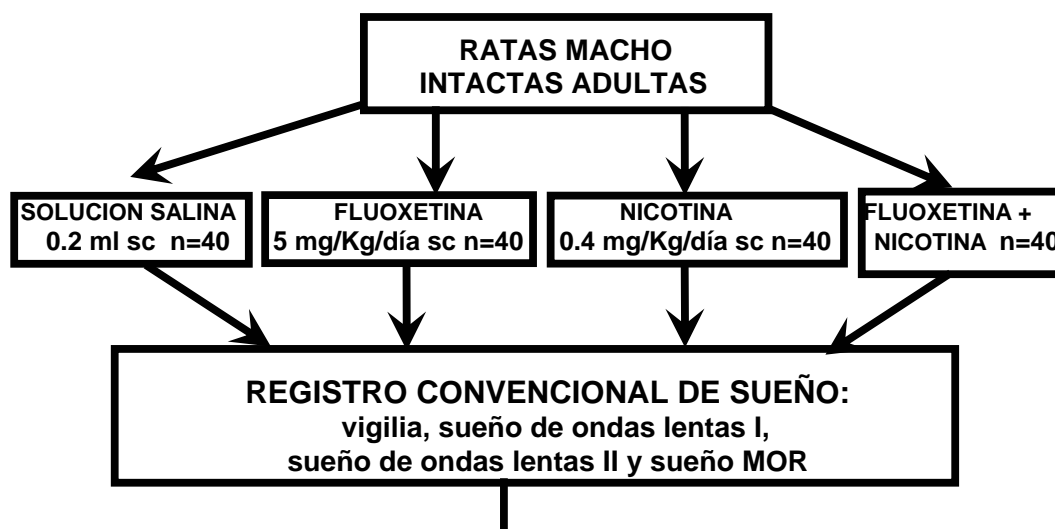 RATAS MACHO
INTACTAS ADULTAS
SOLUCION SALINA
0.2 ml sc n=40
FLUOXETINA
5 mg/Kg/día sc n=40
NICOTINA
0.4 mg/Kg/día sc n=40
FLUOXETINA +
NICOTINA n=40
REGISTRO CONVENCIONAL DE SUEÑO:
vigilia, sueño de ondas lentas I,
sueño de ondas lentas II y sueño MOR